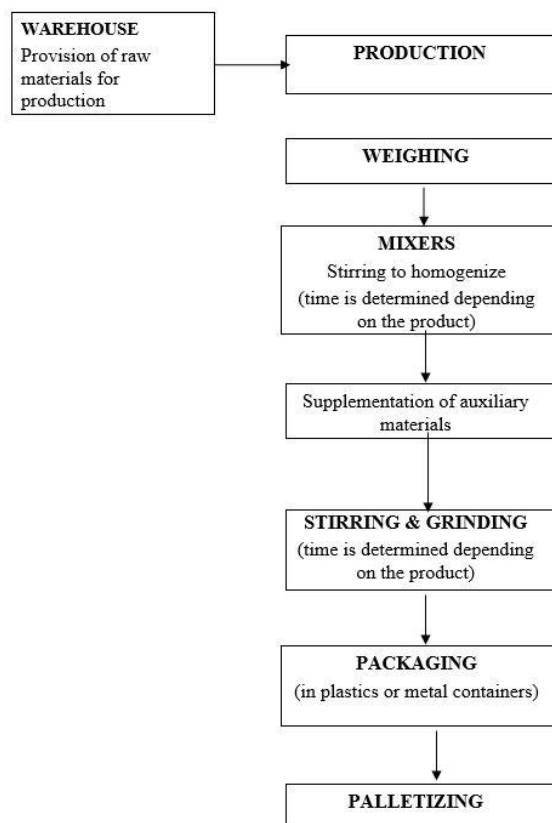 WAREHOUSE
Provision of raw
materials for
production
PRODUCTION
WEIGHING
MIXERS
Stirring to homogenize
(time is determined depending
on the product)
Supplementation of auxiliary
materials
STIRRING & GRINDING
(time is determined depending
on the product)
PACKAGING
(in plastics or metal containers)
PALLETIZING